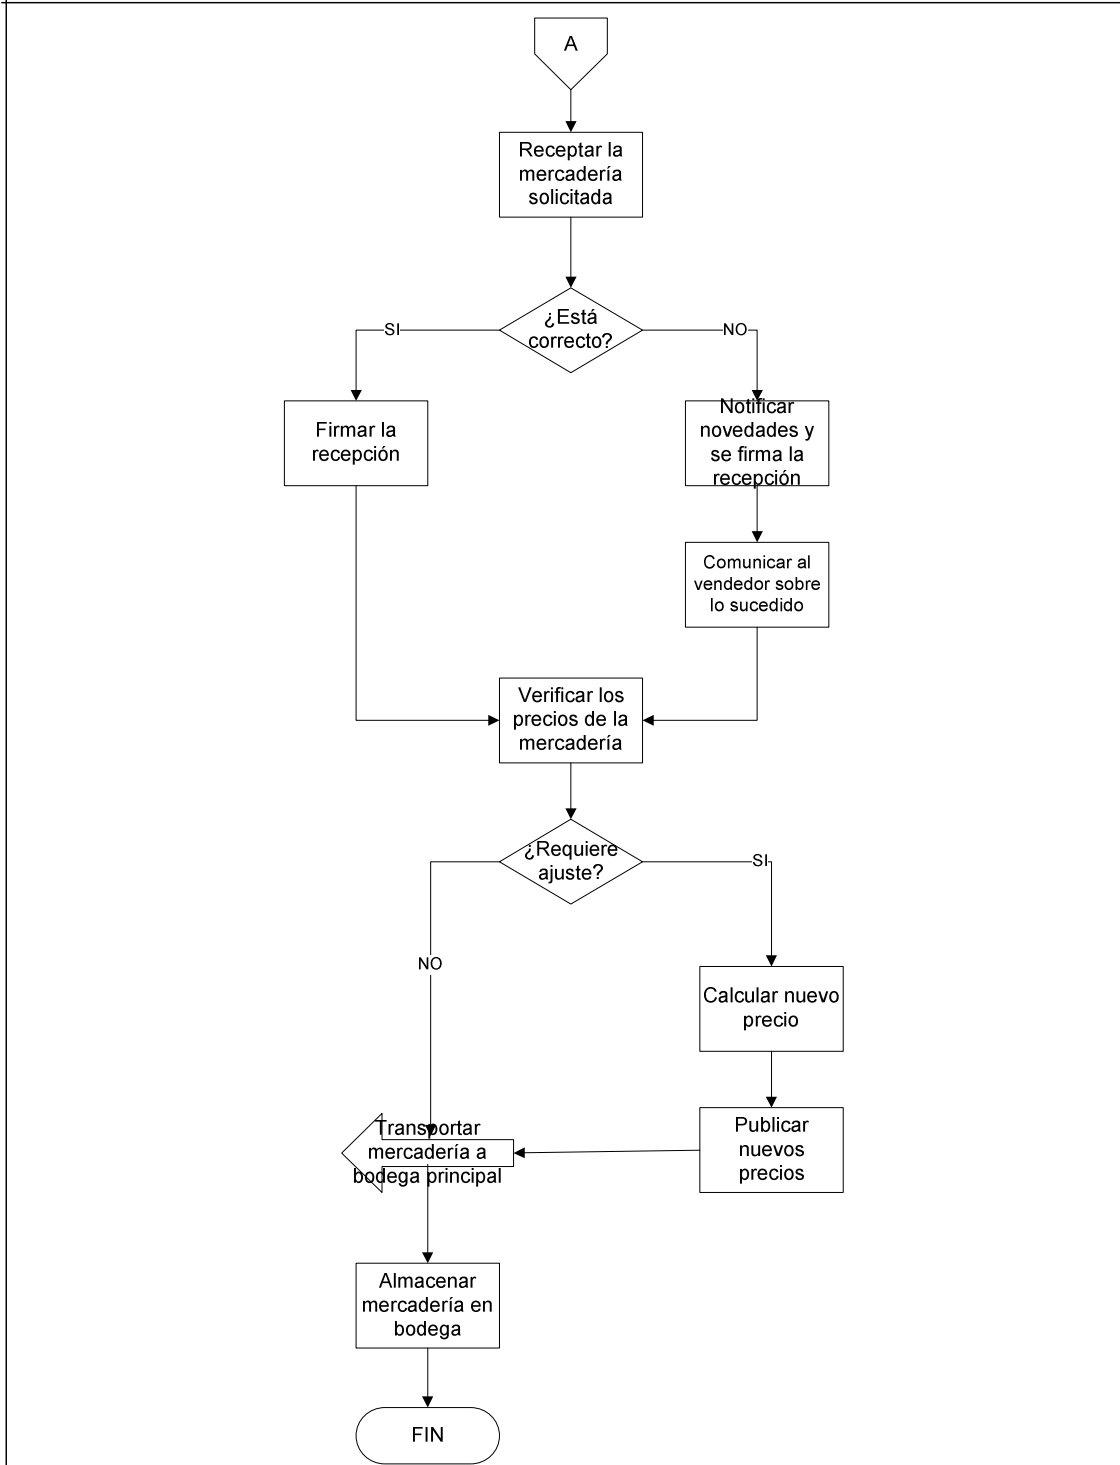 A
Receptar la
mercadería
solicitada
¿Está
correcto?
SI
NO
Firmar la
recepción
Notificar
novedades y
se firma la
recepción
Comunicar al
vendedor sobre
lo sucedido
Verificar los
precios de la
mercadería
¿Requiere
ajuste?
SI
NO
Calcular nuevo
precio
Transportar
mercadería a
bodega principal
Publicar
nuevos
precios
Almacenar
mercadería en
bodega
FIN